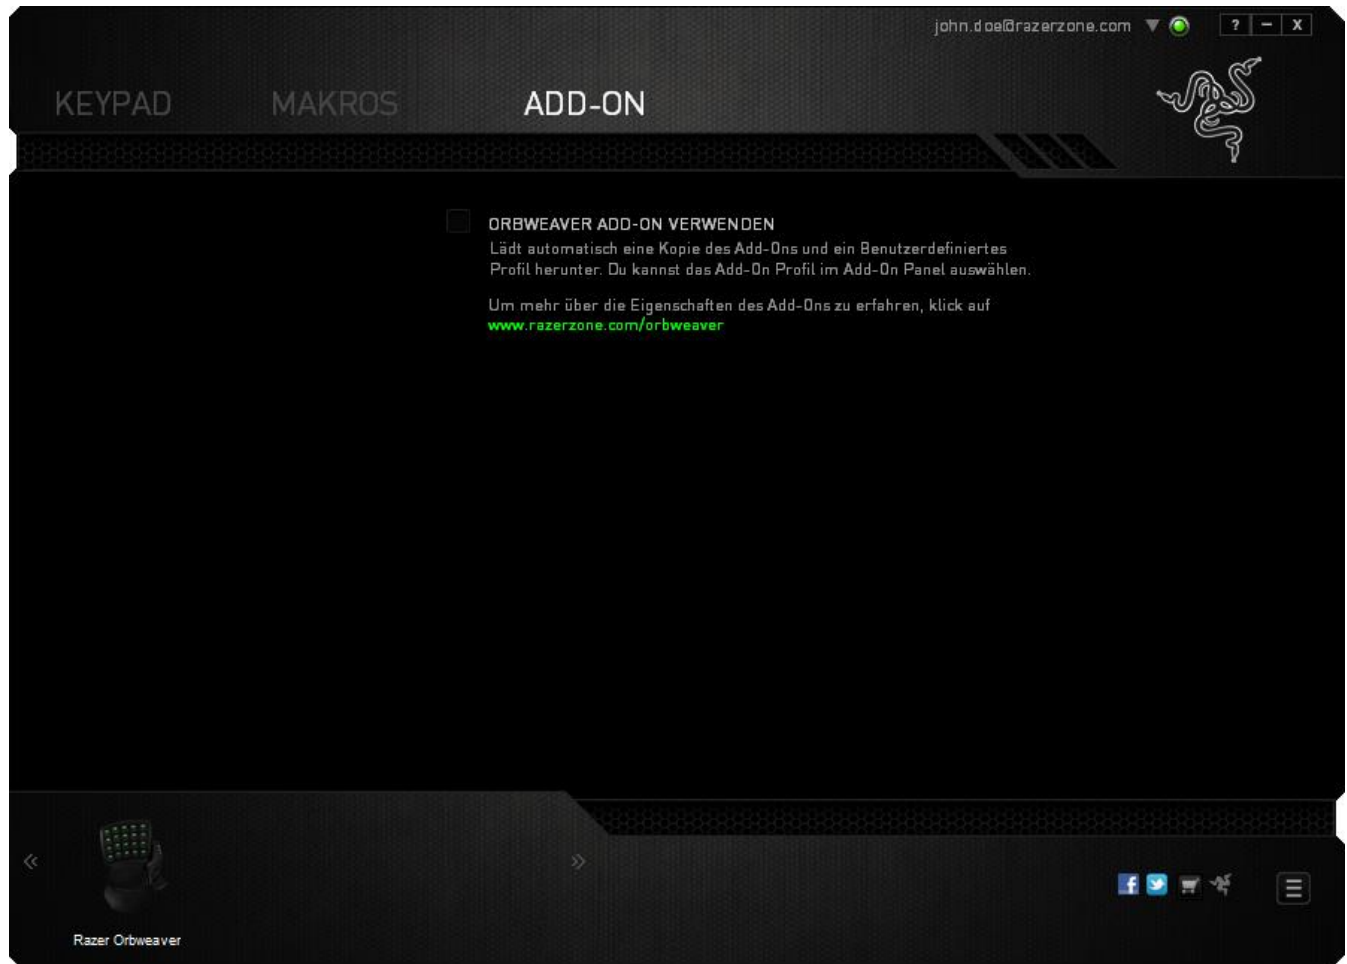 john.doe@razerzone.com
? – X
KEYPAD MAKROS ADD-ON
ORBWEAVER ADD-ON VERWENDEN
Lädt automatisch eine Kopie des Add-Ons und ein Benutzerdefiniertes
Profil herunter. Du kannst das Add-On Profil im Add-On Panel auswählen.
Um mehr über die Eigenschaften des Add-Ons zu erfahren, klick auf
www.razerzone.com/orbweaver
Razer Orbweaver